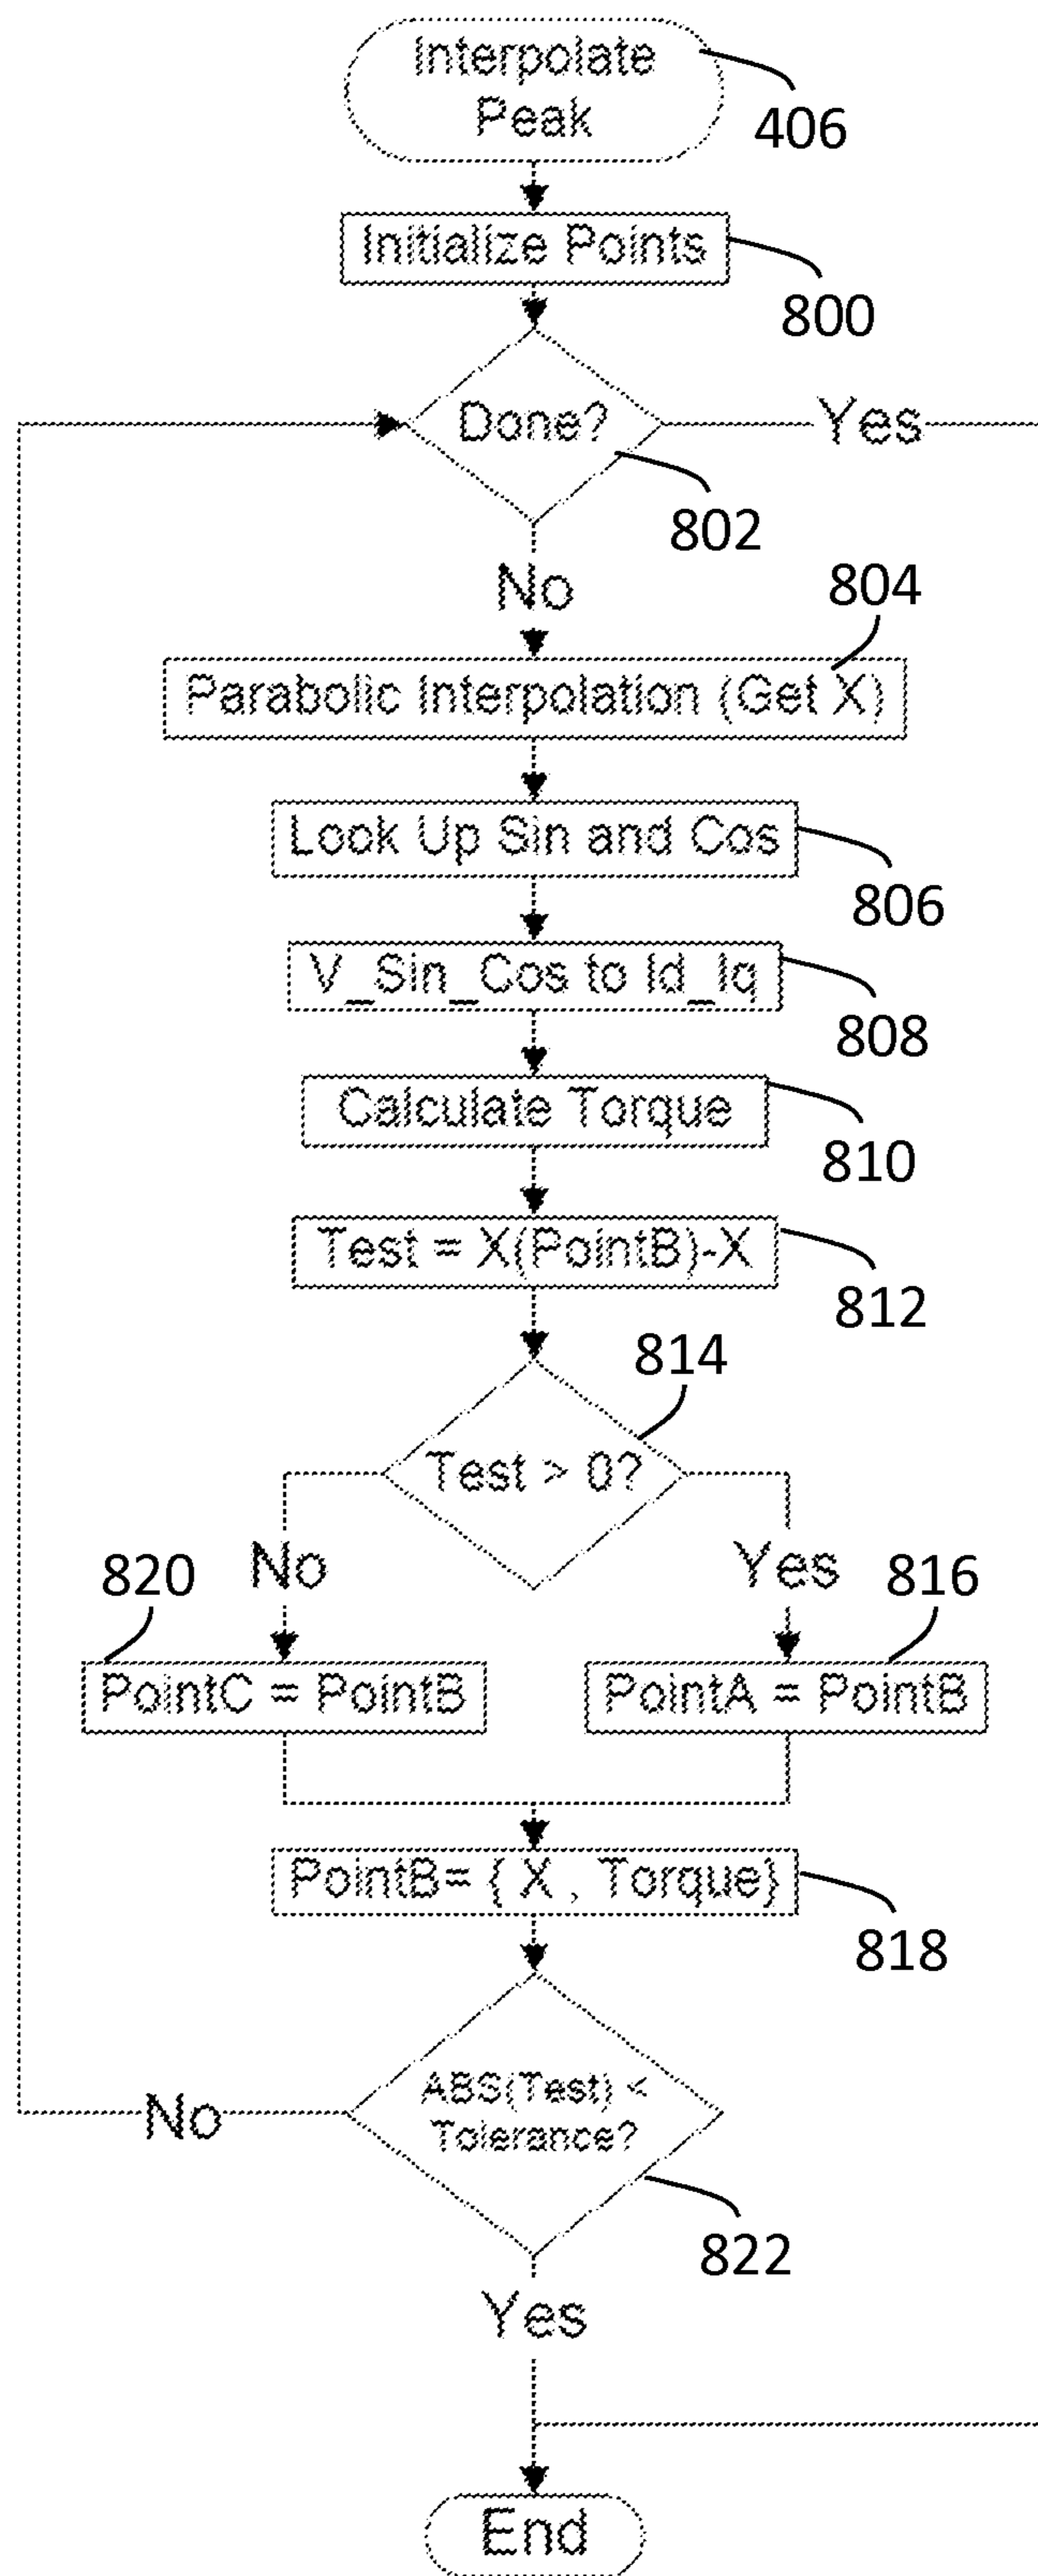 Interpolate
Peak
406
Initialize Points
800
Done?
Yes
802
No
804
Parabolic Interpolation (Get X)
Look Up Sin and Cos
806
V_Sin_Cos to Id_Iq
808
Calculate Torque
810
Test = X(PointB)-X
812
814
Test > 0?
No
Yes
820
816
PointC = PointB
PointA = PointB
PointB= { X , Torque}
818
ABS(Test) <
Tolerance?
No
822
Yes
End